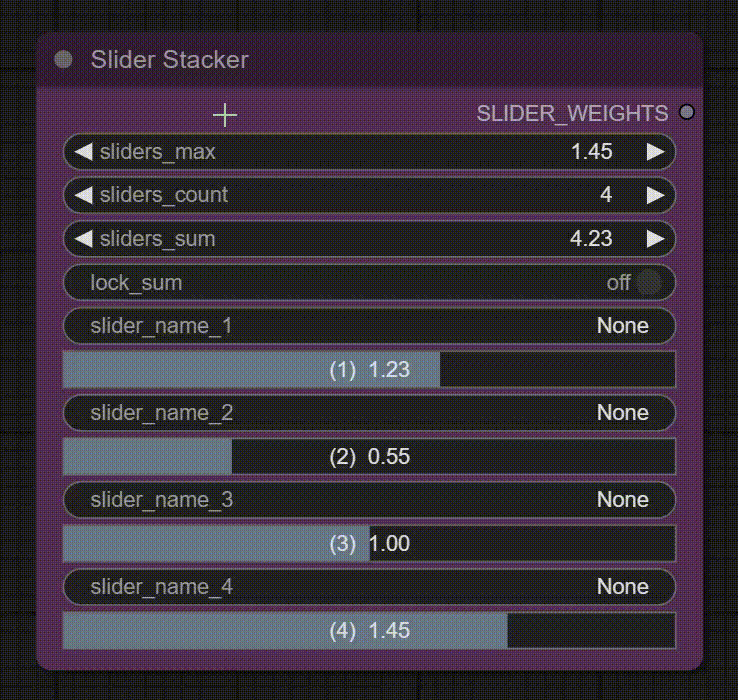 Slider Stacker
SLIDER_WEIGHTS
sliders_max 1.45
sliders_count 4
sliders_sum 4.23
lock_sum off
slider_name_1 None
(1) 1.23
slider_name_2 None
(2) 0.55
slider_name_3 None
(3) 1.00
slider_name_4 None
(4) 1.45